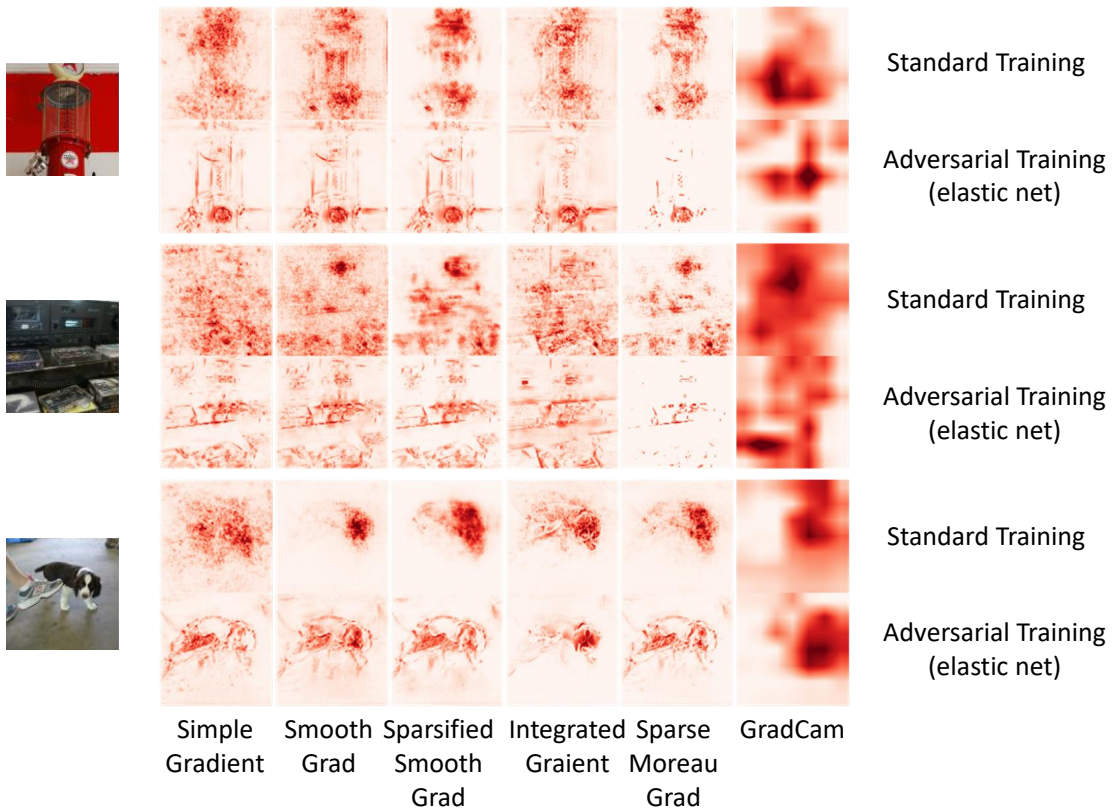 Standard Training
Adversarial Training
(elastic net)
Standard Training
Adversarial Training
(elastic net)
Standard Training
Adversarial Training
(elastic net)
Simple
Gradient
Smooth
Grad
Sparsified
Smooth
Grad
Integrated
Graient
Sparse
Moreau
Grad
GradCam